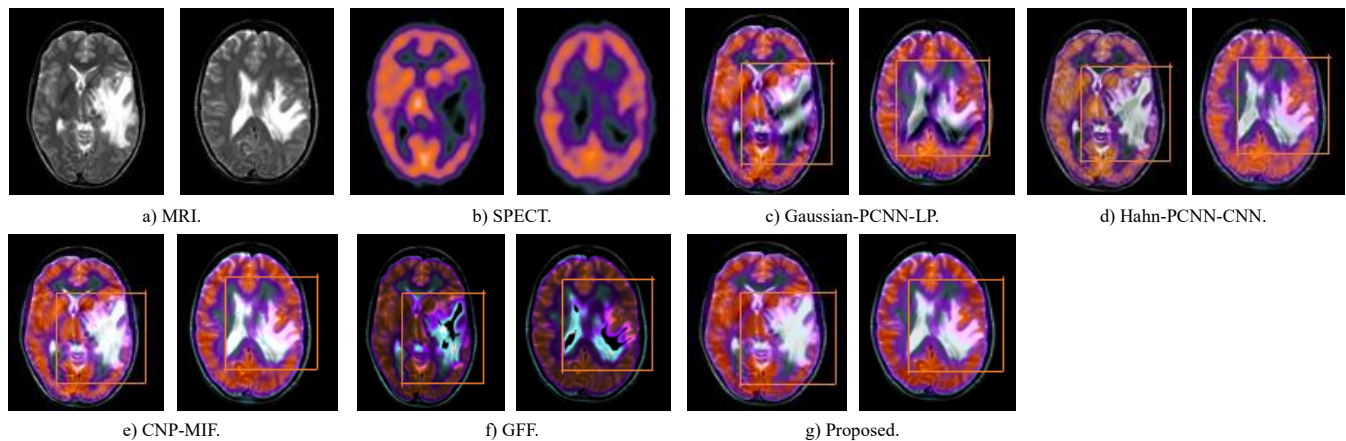 a) MRI.
b) SPECT.
c) Gaussian-PCNN-LP.
d) Hahn-PCNN-CNN.
e) CNP-MIF.
f) GFF.
g) Proposed.